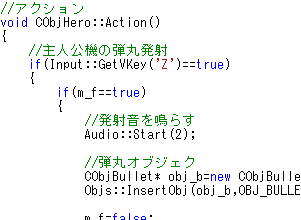 //アクション
void CObjHero::Action()
{
//主人公機の弾丸発射
if(Input::GetVKey('Z')==true)
{
if(m_f==true)
{
//発射音を鳴らす
Audio::Start(2);
//弾丸オブジェク
CObjBullet* obj_b=new CObjBulle
Objs::InsertObj(obj_b,OBJ_BULLE
m_f=false;